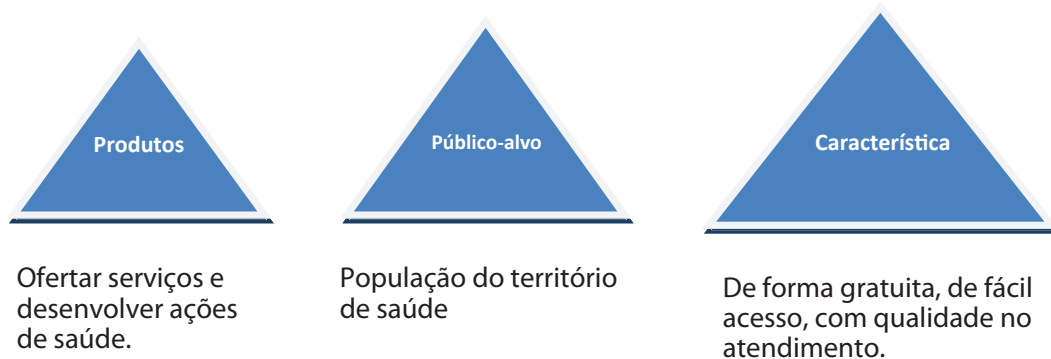 Produtos
Público-alvo
Característica
Ofertar serviços e
desenvolver ações
de saúde.
População do território
de saúde
De forma gratuita, de fácil
acesso, com qualidade no
atendimento.